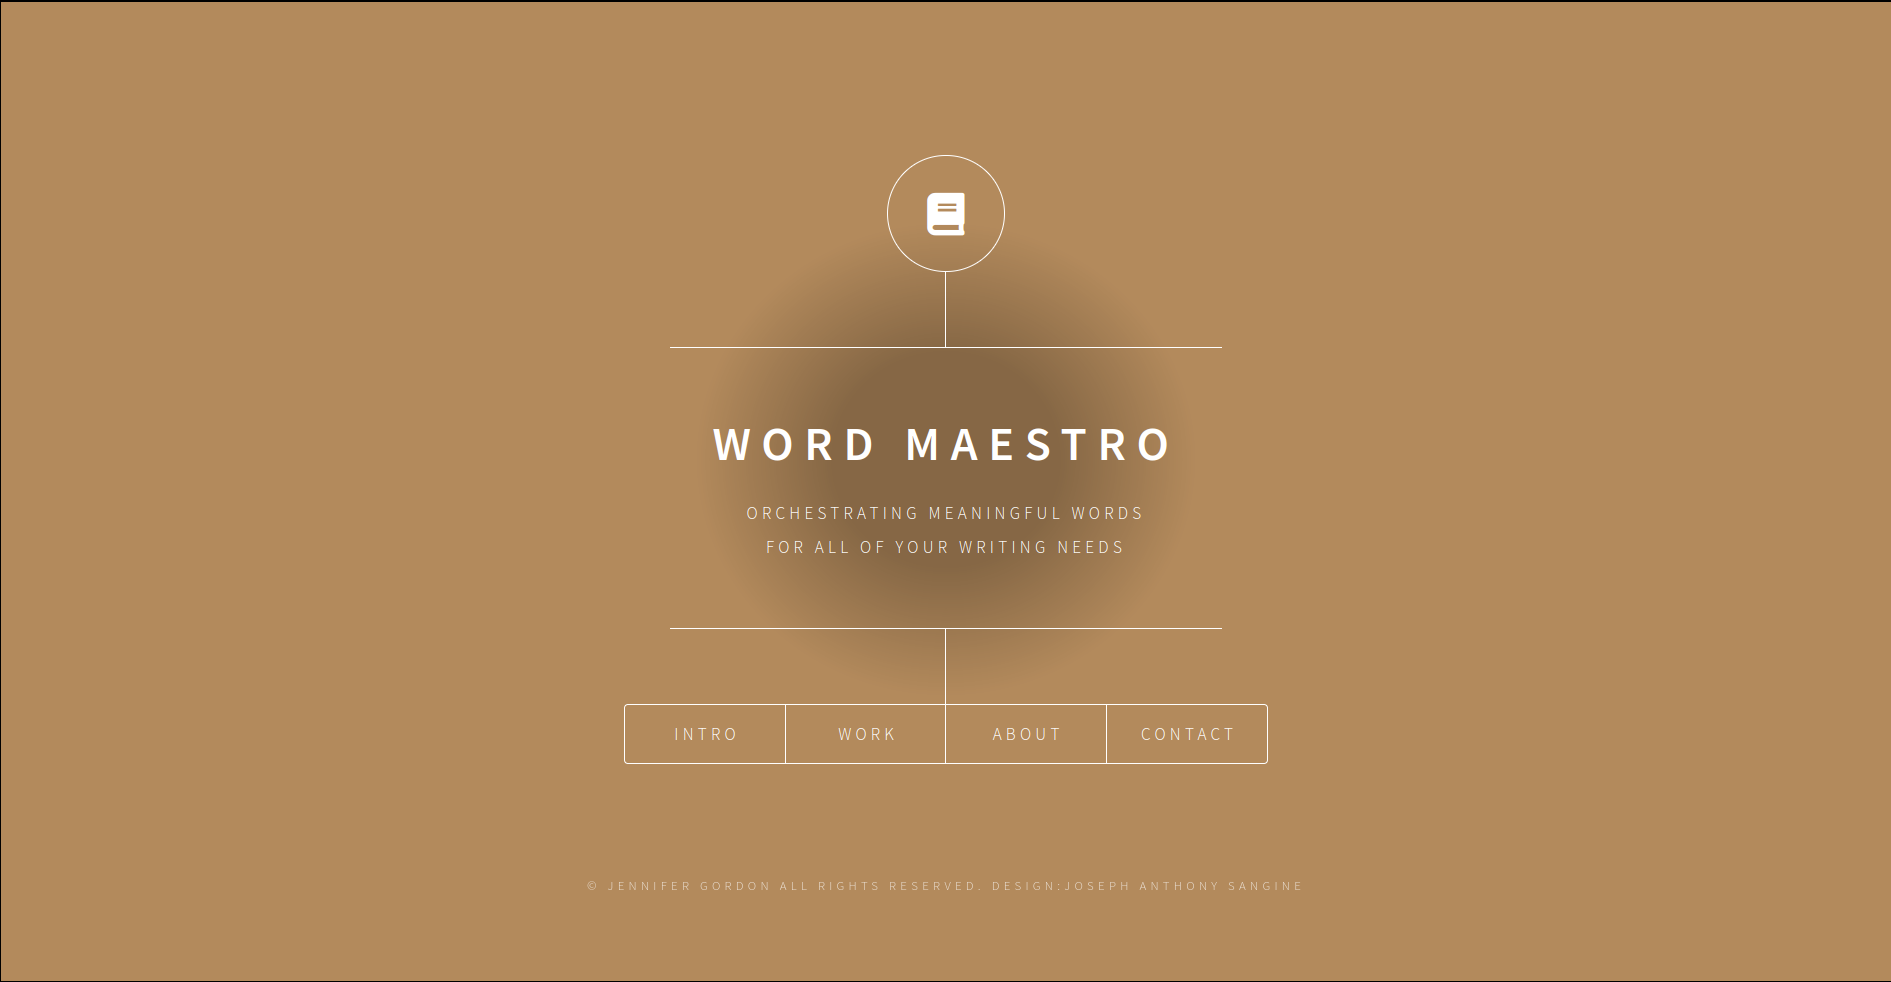 WORD MAESTRO
ORCHESTRATING MEANINGFUL WORDS
FOR ALL OF YOUR WRITING NEEDS
INTRO
WORK
ABOUT
CONTACT
© JENNIFER GORDON ALL RIGHTS RESERVED. DESIGN:JOSEPH ANTHONY SANGINE